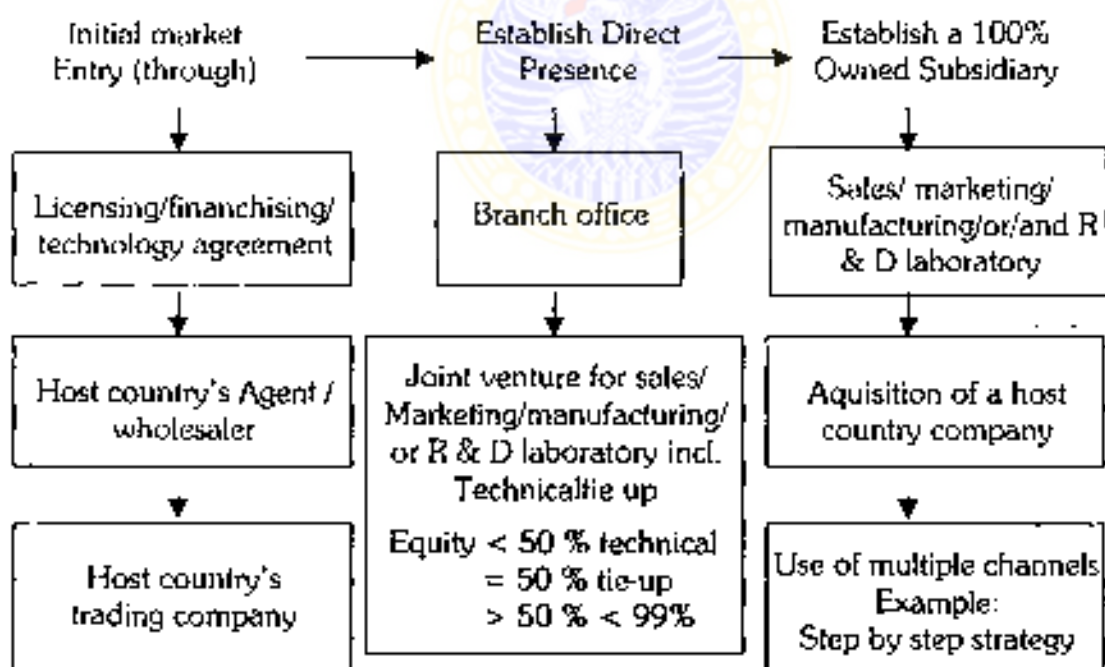 Initial market
Entry (through)
Establish Direct
Presence
Establish a 100%
Owned Subsidiary
Licensing/financhising/
technology agreement
Branch office
Sales/ marketing/
manufacturing/or/and R
& D laboratory
Host country's Agent /
wholesaler
Joint venture for sales/
Marketing/manufacturing/
or R & D laboratory incl.
Technicaltie up
Equity < 50 % technical
= 50 % tie-up
> 50 % < 99%
Aquisition of a host
country company
Host country's
trading company
Use of multiple channels
Example:
Step by step strategy